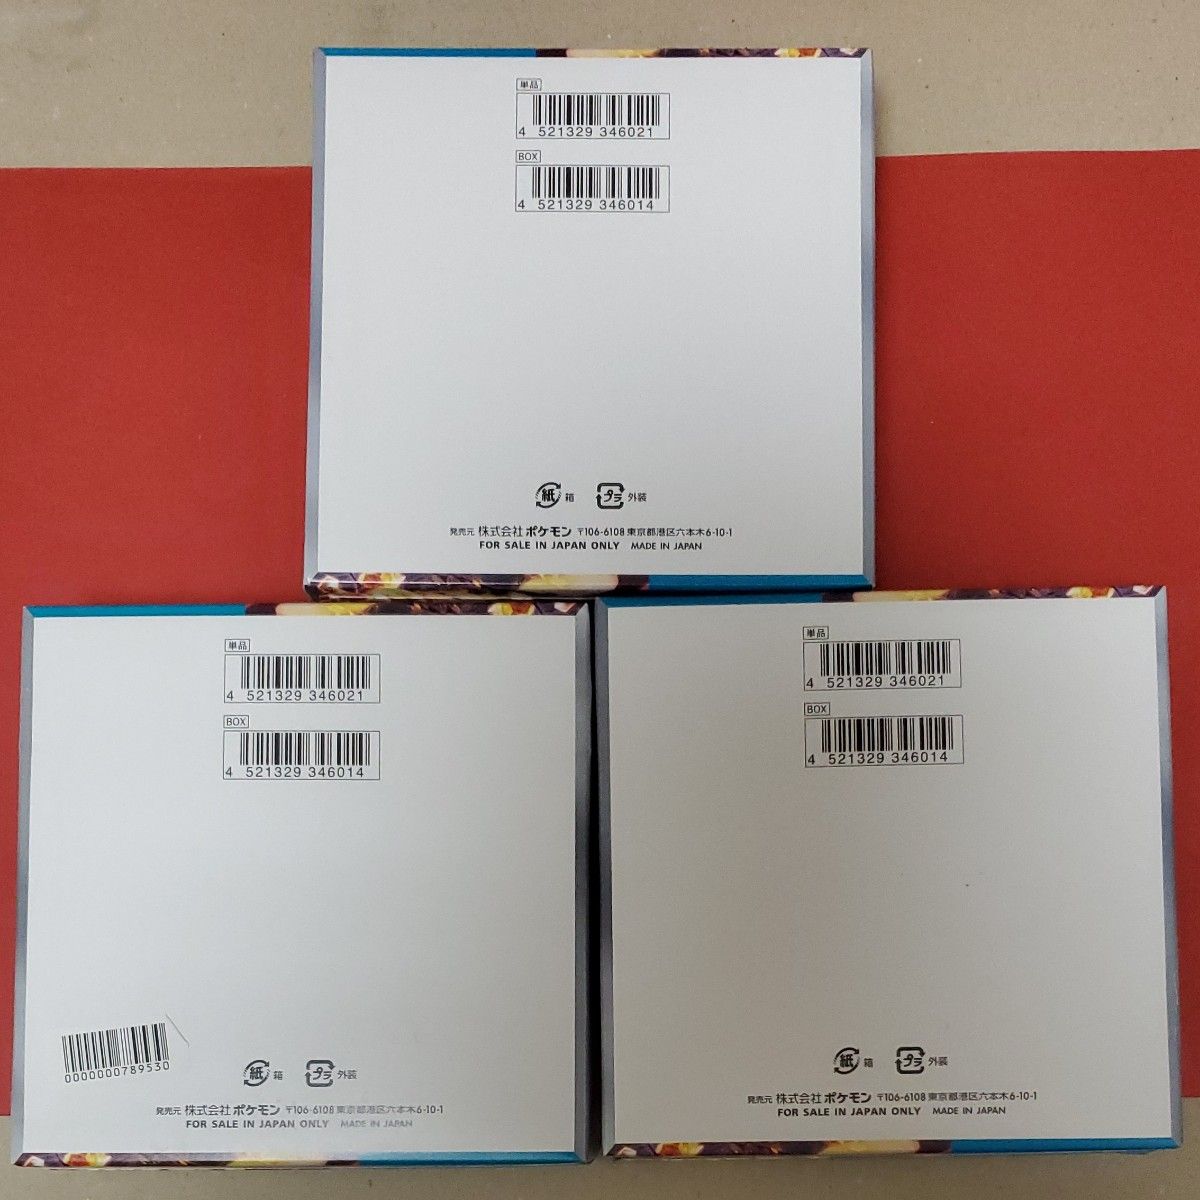 単品
4 521329 346021
BOX
4 521329 346014
紙 箱 プラ 外装
発売元 株式会社ポケモン 〒106-6108 東京都港区六本木6-10-1
FOR SALE IN JAPAN ONLY MADE IN JAPAN
単品
4 521329 346021
BOX
4 521329 346014
0000000789530
紙 箱 プラ 外装
発売元 株式会社ポケモン 〒106-6108 東京都港区六本木6-10-1
FOR SALE IN JAPAN ONLY MADE IN JAPAN
単品
4 521329 346021
BOX
4 521329 346014
紙 箱 プラ 外装
発売元 株式会社ポケモン 〒106-6108 東京都港区六本木6-10-1
FOR SALE IN JAPAN ONLY MADE IN JAPAN